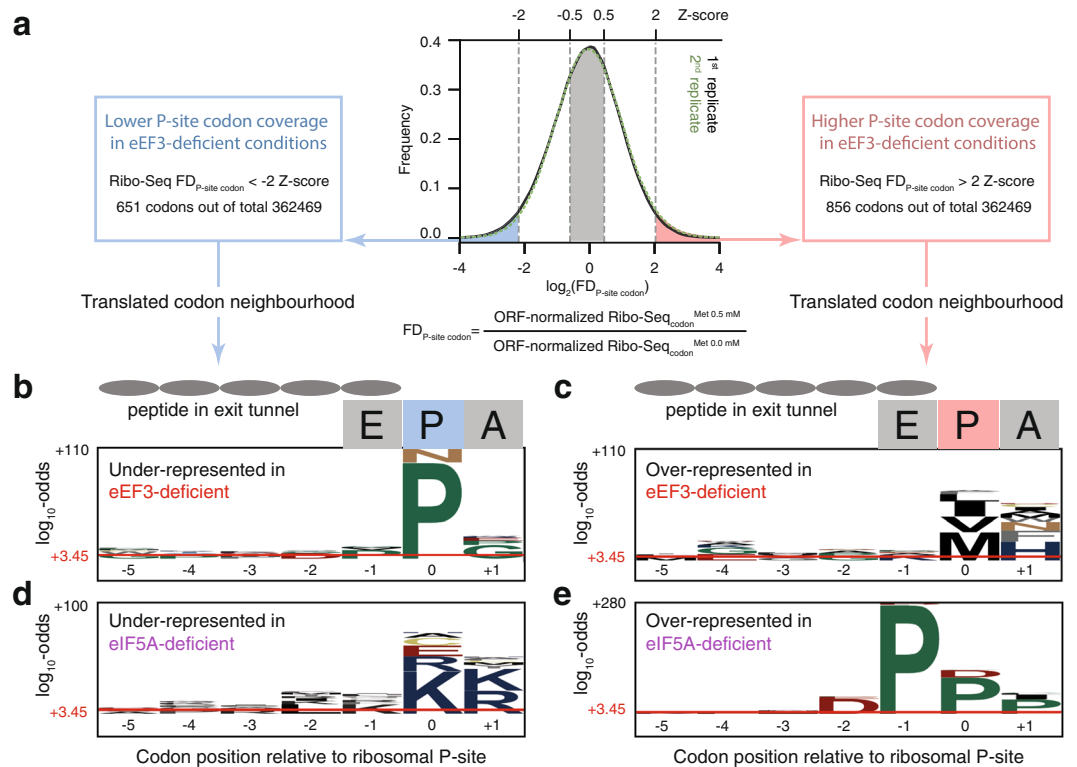 a
-2 -0.5 0.5 2 Z-score
0.4
0.3
0.2
0.1
0.0
Frequency
1st replicate
2nd replicate
-4 -2 0 2 4
log2(FDP-site codon)
FDP-site codon = ORF-normalized Ribo-Seqcodon Met 0.5 mM
ORF-normalized Ribo-Seqcodon Met 0.0 mM
Lower P-site codon coverage
in eEF3-deficient conditions
Ribo-Seq FDP-site codon < -2 Z-score
651 codons out of total 362469
Translated codon neighbourhood
Higher P-site codon coverage
in eEF3-deficient conditions
Ribo-Seq FDP-site codon > 2 Z-score
856 codons out of total 362469
Translated codon neighbourhood
b
peptide in exit tunnel
E P A
+110
log10-odds
+3.45
Under-represented in
eEF3-deficient
N
P
G
-5 -4 -3 -2 -1 0 +1
c
peptide in exit tunnel
E P A
+110
log10-odds
+3.45
Over-represented in
eEF3-deficient
I
V
M
N
F
H
-5 -4 -3 -2 -1 0 +1
d
+100
log10-odds
+3.45
Under-represented in
eIF5A-deficient
E
R
K
K
R
-5 -4 -3 -2 -1 0 +1
Codon position relative to ribosomal P-site
e
+280
log10-odds
+3.45
Over-represented in
eIF5A-deficient
D
P
D
P
P
-5 -4 -3 -2 -1 0 +1
Codon position relative to ribosomal P-site